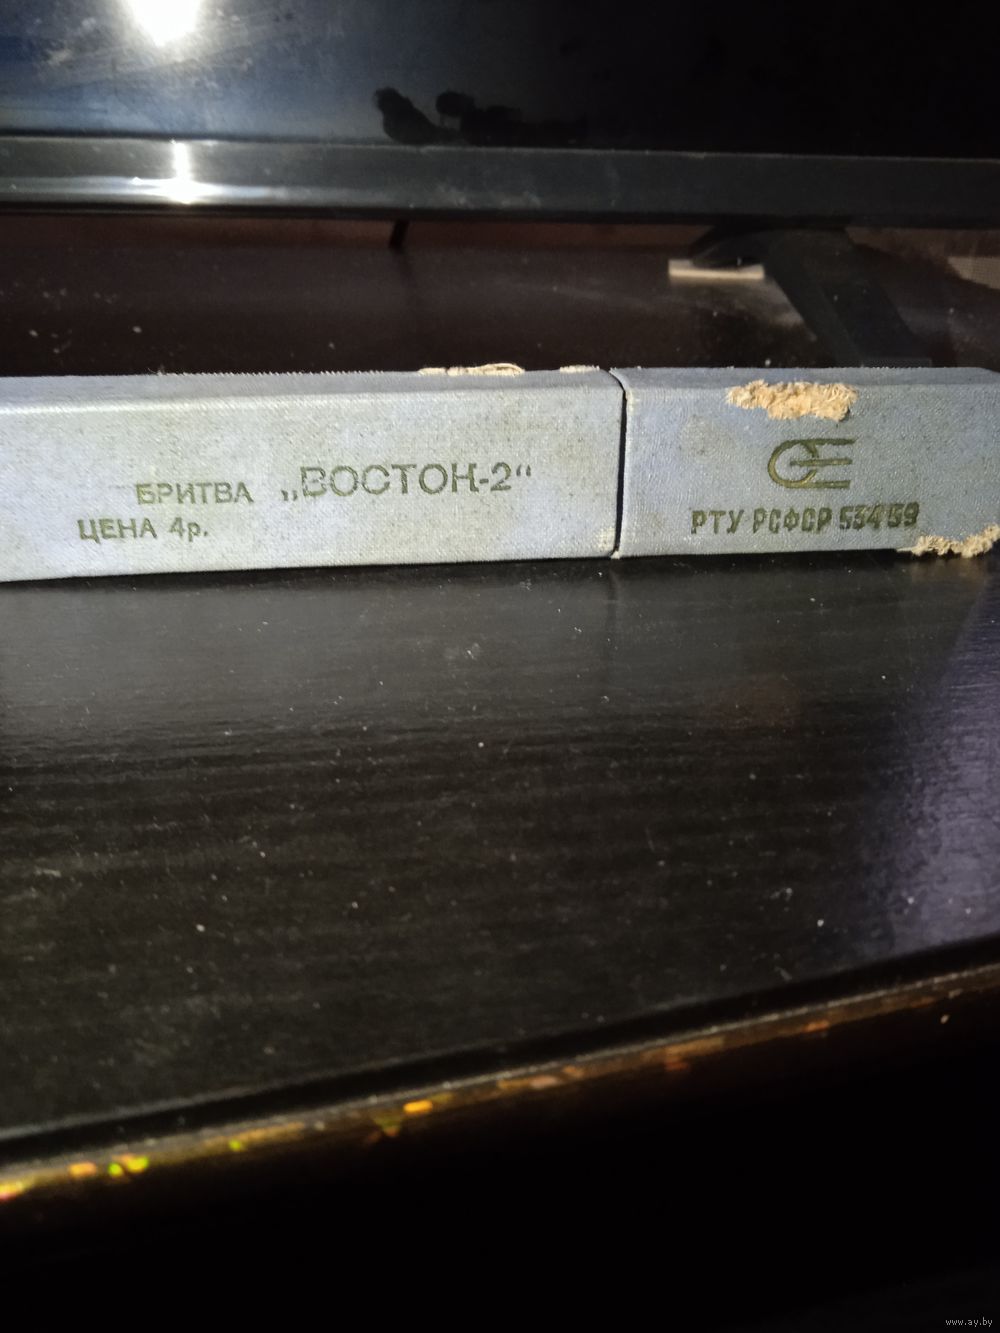 БРИТВА „ВОСТОК-2“
ЦЕНА 4р.
РТУ РСФСР 534 59
www.ay.by